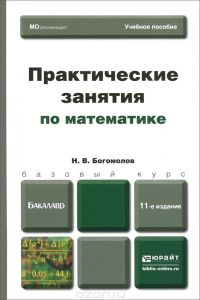 МО рекомендует
Учебное пособие
Практические
занятия
по математике
Н. В. Богомолов
базовый курс
БАКАЛАВР
11-е издание
юрайт
biblio-online.ru